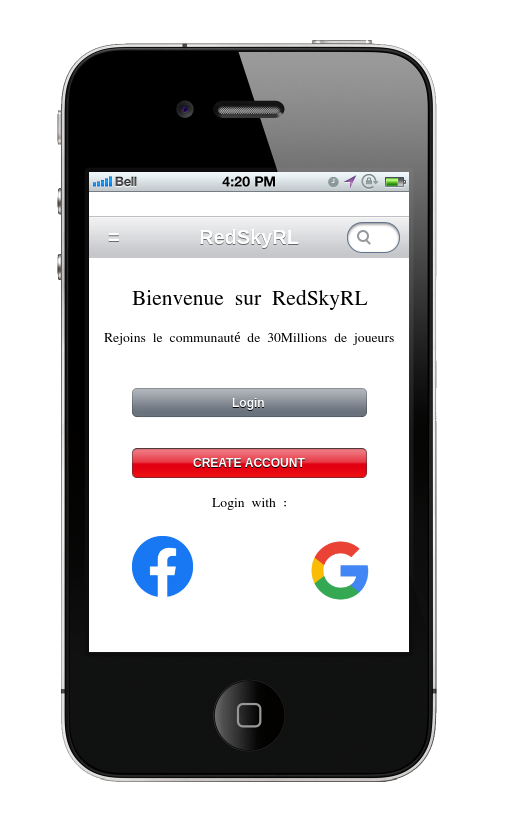 Bell 4:20 PM
RedSkyRL
Bienvenue sur RedSkyRL
Rejoins le communauté de 30Millions de joueurs
Login
CREATE ACCOUNT
Login with :